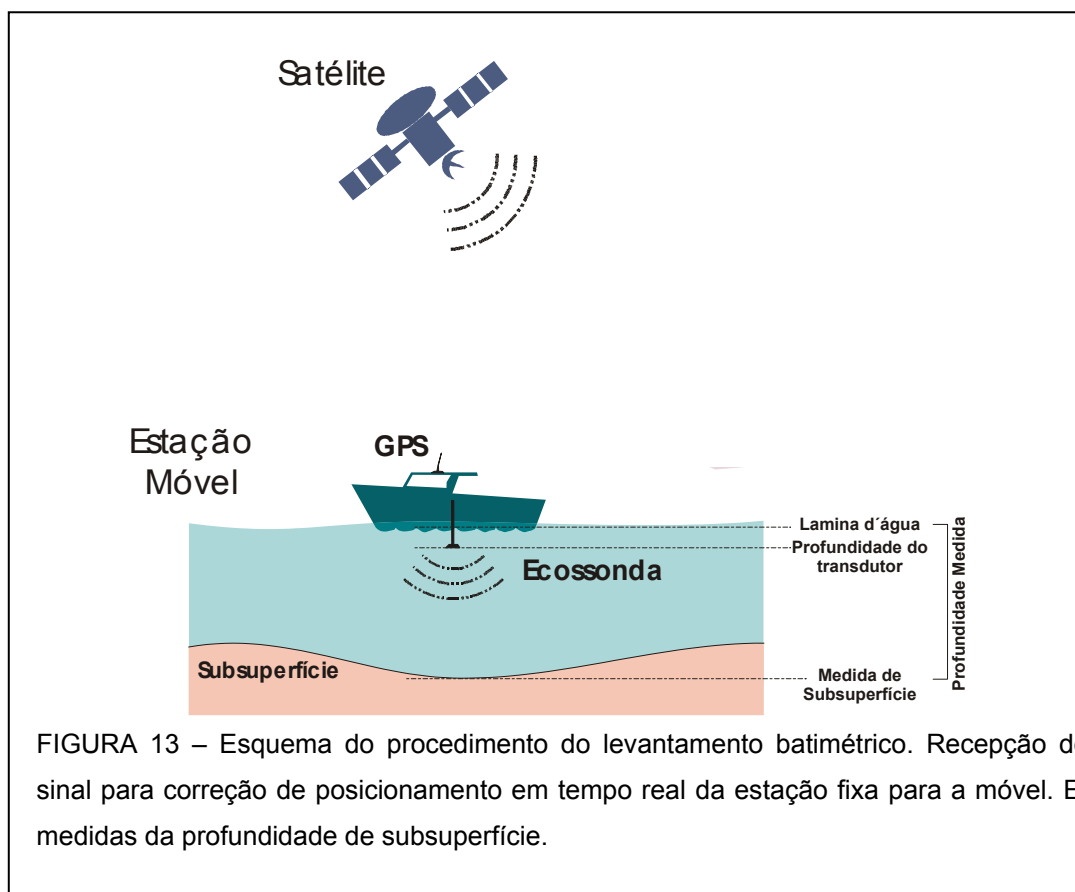 Satélite
Estação
Móvel
GPS
Lamina d´água
Profundidade do
transdutor
Ecossonda
Profundidade Medida
Subsuperfície
Medida de
Subsuperfície
FIGURA 13 – Esquema do procedimento do levantamento batimétrico. Recepção de
sinal para correção de posicionamento em tempo real da estação fixa para a móvel. E
medidas da profundidade de subsuperfície.